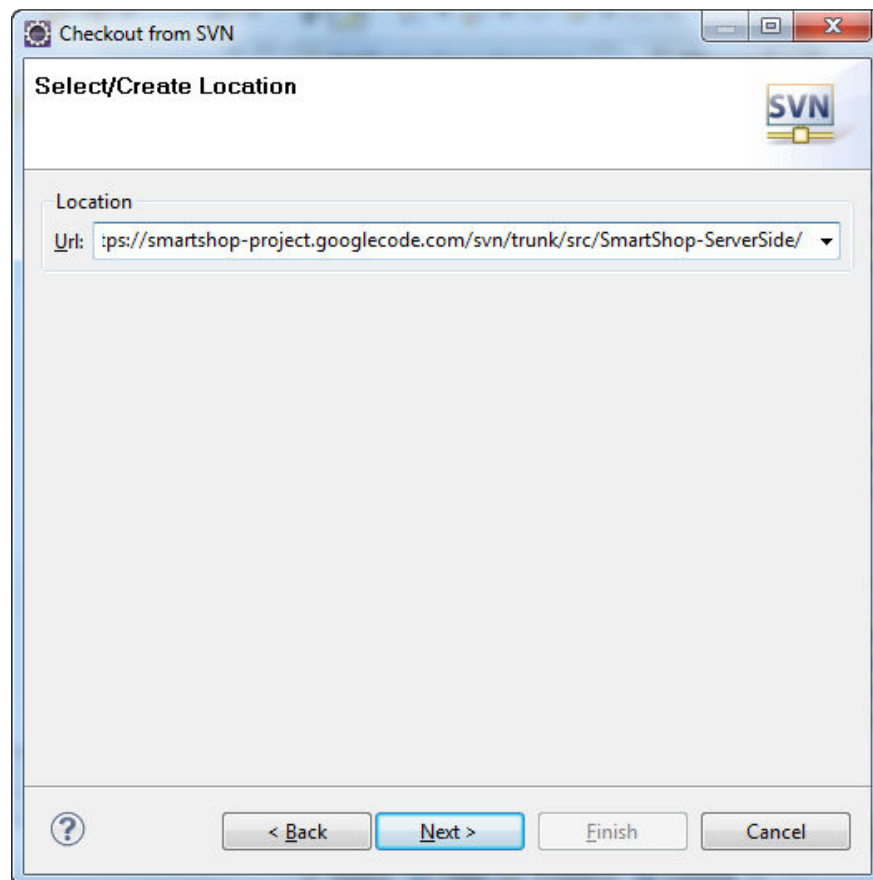 Checkout from SVN
Select/Create Location
SVN
Location
Url: :ps://smartshop-project.googlecode.com/svn/trunk/src/SmartShop-ServerSide/
? < Back Next > Finish Cancel